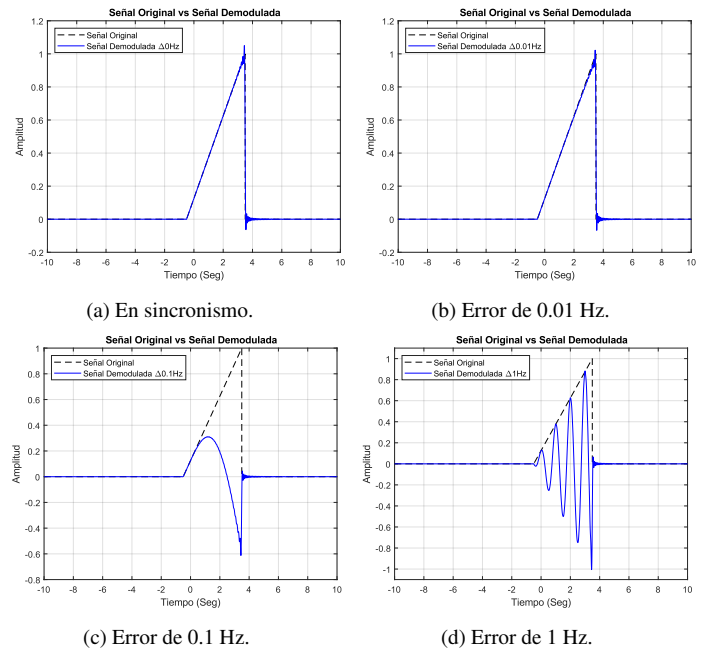 Señal Original vs Señal Demodulada
Señal Original
Señal Demodulada Δ0Hz
1.2
1
0.8
0.6
0.4
0.2
0
-0.2
Amplitud
-10 -8 -6 -4 -2 0 2 4 6 8 10
Tiempo (Seg)
(a) En sincronismo.
Señal Original vs Señal Demodulada
Señal Original
Señal Demodulada Δ0.01Hz
1.2
1
0.8
0.6
0.4
0.2
0
-0.2
Amplitud
-10 -8 -6 -4 -2 0 2 4 6 8 10
Tiempo (Seg)
(b) Error de 0.01 Hz.
Señal Original vs Señal Demodulada
Señal Original
Señal Demodulada Δ0.1Hz
1
0.8
0.6
0.4
0.2
0
-0.2
-0.4
-0.6
-0.8
Amplitud
-10 -8 -6 -4 -2 0 2 4 6 8 10
Tiempo (Seg)
(c) Error de 0.1 Hz.
Señal Original vs Señal Demodulada
Señal Original
Señal Demodulada Δ1Hz
1
0.8
0.6
0.4
0.2
0
-0.2
-0.4
-0.6
-0.8
-1
Amplitud
-10 -8 -6 -4 -2 0 2 4 6 8 10
Tiempo (Seg)
(d) Error de 1 Hz.